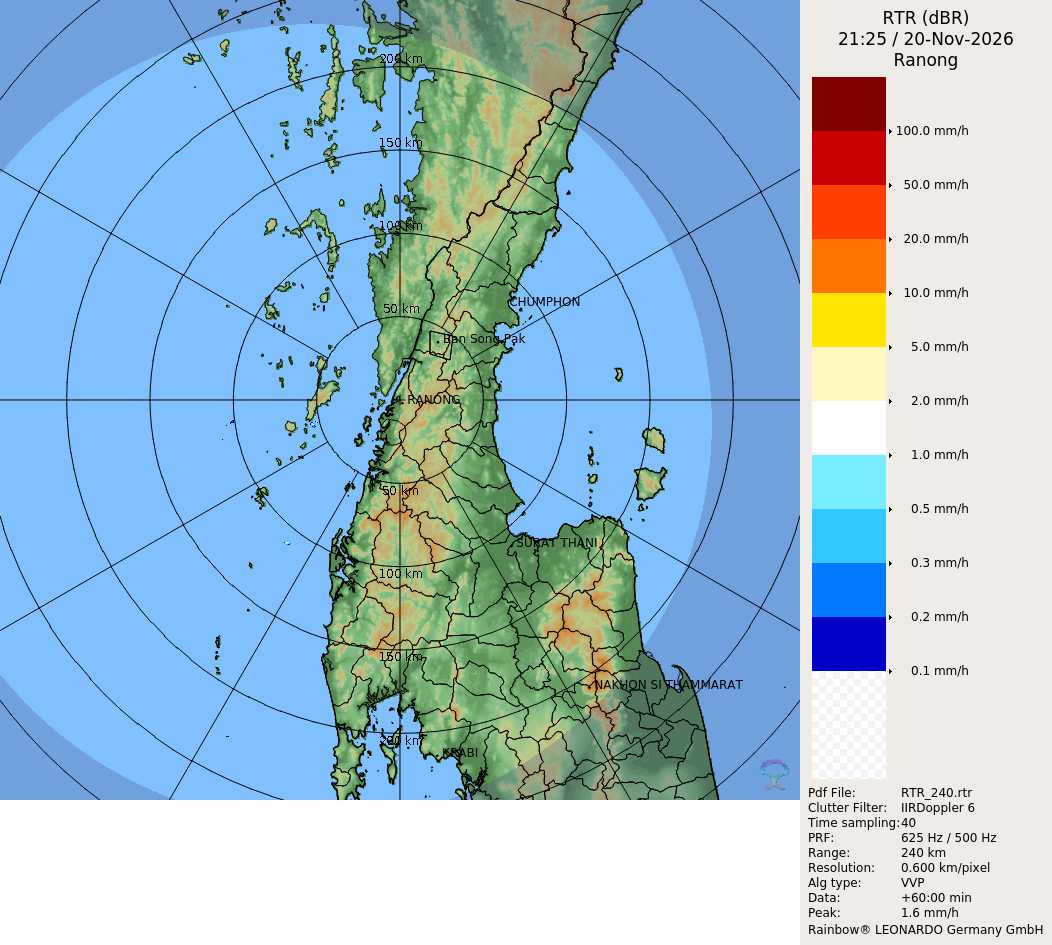 RTR (dBR)
21:25 / 20-Nov-2026
Ranong
100.0 mm/h
50.0 mm/h
20.0 mm/h
10.0 mm/h
5.0 mm/h
2.0 mm/h
1.0 mm/h
0.5 mm/h
0.3 mm/h
0.2 mm/h
0.1 mm/h
Pdf File: RTR_240.rtr
Clutter Filter: IIRDoppler 6
Time sampling: 40
PRF: 625 Hz / 500 Hz
Range: 240 km
Resolution: 0.600 km/pixel
Alg type: VVP
Data: +60:00 min
Peak: 1.6 mm/h
Rainbow® LEONARDO Germany GmbH
200 km
150 km
100 km
CHUMPHON
50 km
Ban Song Pak
RANONG
50 km
SURAT THANI
100 km
150 km
NAKHON SI THAMMARAT
200 km
KRABI